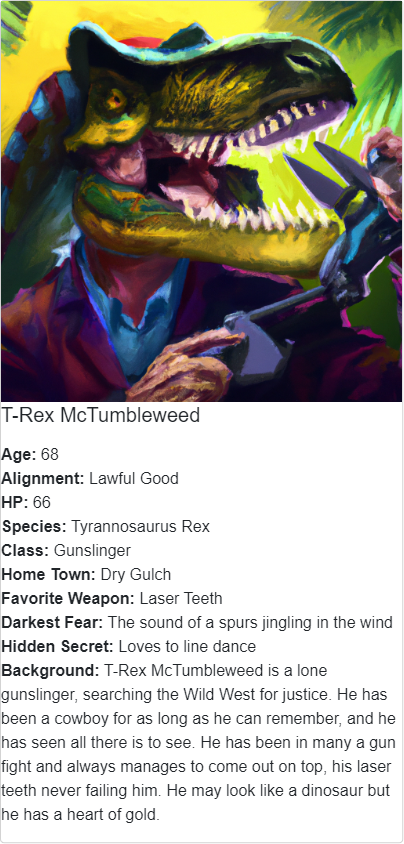 T-Rex McTumbleweed
Age: 68
Alignment: Lawful Good
HP: 66
Species: Tyrannosaurus Rex
Class: Gunslinger
Home Town: Dry Gulch
Favorite Weapon: Laser Teeth
Darkest Fear: The sound of a spurs jingling in the wind
Hidden Secret: Loves to line dance
Background: T-Rex McTumbleweed is a lone
gunslinger, searching the Wild West for justice. He has
been a cowboy for as long as he can remember, and he
has seen all there is to see. He has been in many a gun
fight and always manages to come out on top, his laser
teeth never failing him. He may look like a dinosaur but
he has a heart of gold.